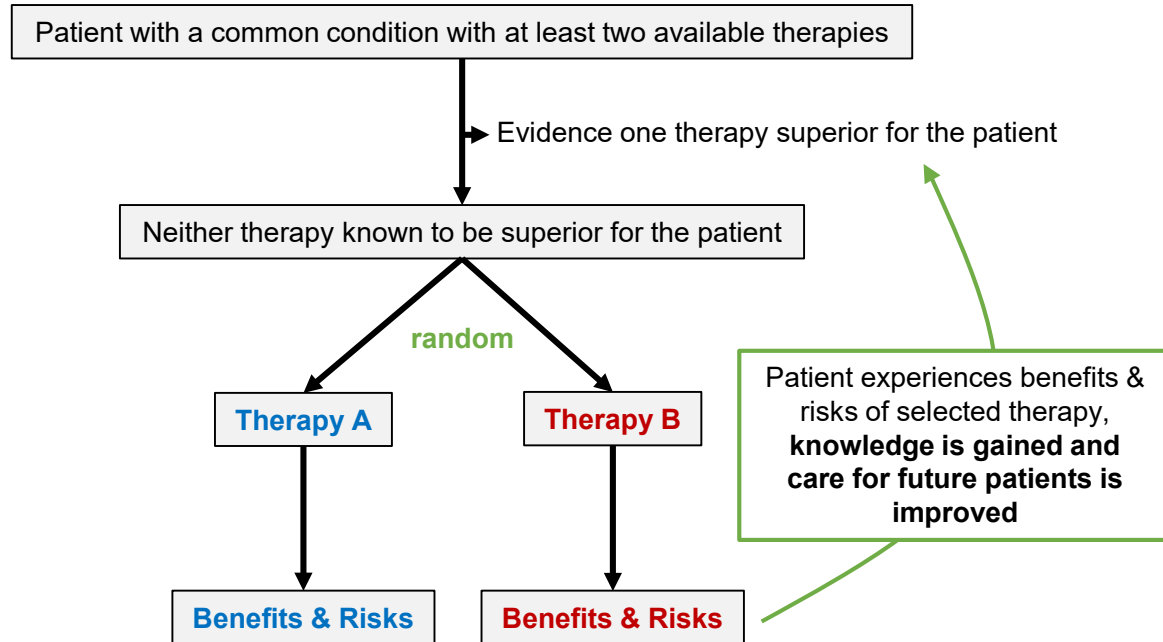 Patient with a common condition with at least two available therapies
Evidence one therapy superior for the patient
Neither therapy known to be superior for the patient
random
Therapy A
Therapy B
Patient experiences benefits &
risks of selected therapy,
knowledge is gained and
care for future patients is
improved
Benefits & Risks
Benefits & Risks